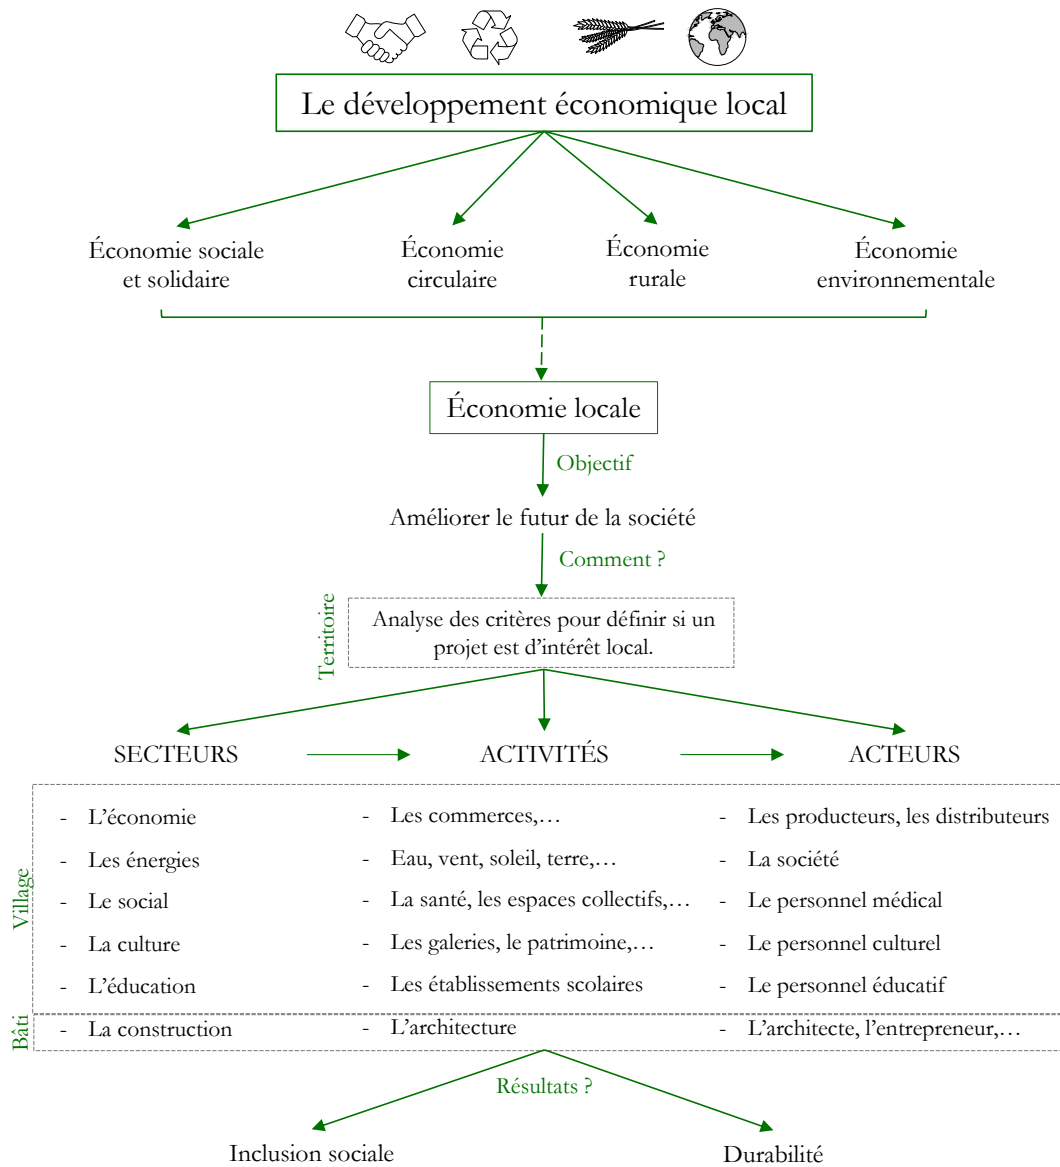 Le développement économique local
Économie sociale
et solidaire
Économie
circulaire
Économie
rurale
Économie
environnementale
Économie locale
Objectif
Améliorer le futur de la société
Comment ?
Territoire
Analyse des critères pour définir si un
projet est d’intérêt local.
SECTEURS
ACTIVITÉS
ACTEURS
Village
- L’économie
- Les commerces,…
- Les producteurs, les distributeurs
- Les énergies
- Eau, vent, soleil, terre,…
- La société
- Le social
- La santé, les espaces collectifs,…
- Le personnel médical
- La culture
- Les galeries, le patrimoine,…
- Le personnel culturel
- L’éducation
- Les établissements scolaires
- Le personnel éducatif
Bâti
- La construction
- L’architecture
- L’architecte, l’entrepreneur,…
Résultats ?
Inclusion sociale
Durabilité